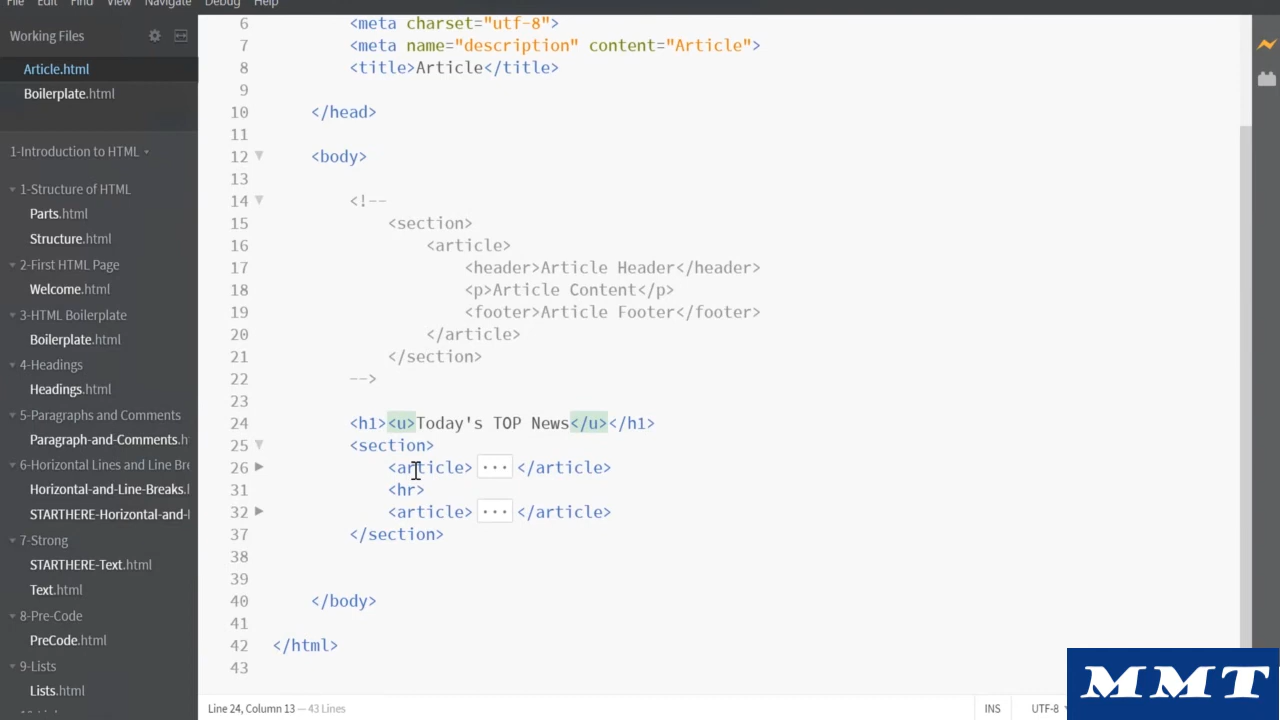 File Edit Find View Navigate Debug Help
Working Files
Article.html
Boilerplate.html
1-Introduction to HTML
1-Structure of HTML
Parts.html
Structure.html
2-First HTML Page
Welcome.html
3-HTML Boilerplate
Boilerplate.html
4-Headings
Headings.html
5-Paragraphs and Comments
Paragraph-and-Comments.h
6-Horizontal Lines and Line Bre
Horizontal-and-Line-Breaks.
STARTHERE-Horizontal-and-
7-Strong
STARTHERE-Text.html
Text.html
8-Pre-Code
PreCode.html
9-Lists
Lists.html
6 <meta charset="utf-8">
7 <meta name="description" content="Article">
8 <title>Article</title>
9
10 </head>
11
12 <body>
13
14 <!--
15 <section>
16 <article>
17 <header>Article Header</header>
18 <p>Article Content</p>
19 <footer>Article Footer</footer>
20 </article>
21 </section>
22 -->
23
24 <h1><u>Today's TOP News</u></h1>
25 <section>
26 <article> ... </article>
31 <hr>
32 <article> ... </article>
37 </section>
38
39
40 </body>
41
42 </html>
43
Line 24, Column 13 — 43 Lines
INS UTF-8
MMT